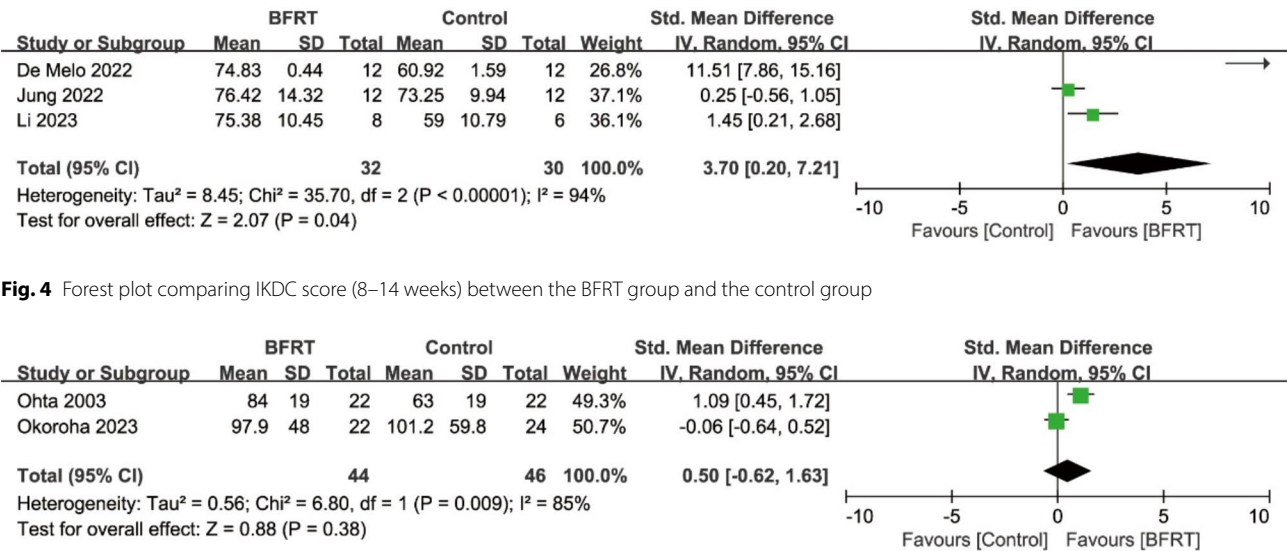 BFRT Control Std. Mean Difference Std. Mean Difference
Study or Subgroup Mean SD Total Mean SD Total Weight IV, Random, 95% CI IV, Random, 95% CI
De Melo 2022 74.83 0.44 12 60.92 1.59 12 26.8% 11.51 [7.86, 15.16]
Jung 2022 76.42 14.32 12 73.25 9.94 12 37.1% 0.25 [-0.56, 1.05]
Li 2023 75.38 10.45 8 59 10.79 6 36.1% 1.45 [0.21, 2.68]
Total (95% CI) 32 30 100.0% 3.70 [0.20, 7.21]
Heterogeneity: Tau² = 8.45; Chi² = 35.70, df = 2 (P < 0.00001); I² = 94%
Test for overall effect: Z = 2.07 (P = 0.04)
-10 -5 0 5 10
Favours [Control] Favours [BFRT]
Fig. 4 Forest plot comparing IKDC score (8–14 weeks) between the BFRT group and the control group
BFRT Control Std. Mean Difference Std. Mean Difference
Study or Subgroup Mean SD Total Mean SD Total Weight IV, Random, 95% CI IV, Random, 95% CI
Ohta 2003 84 19 22 63 19 22 49.3% 1.09 [0.45, 1.72]
Okoroha 2023 97.9 48 22 101.2 59.8 24 50.7% -0.06 [-0.64, 0.52]
Total (95% CI) 44 46 100.0% 0.50 [-0.62, 1.63]
Heterogeneity: Tau² = 0.56; Chi² = 6.80, df = 1 (P = 0.009); I² = 85%
Test for overall effect: Z = 0.88 (P = 0.38)
-10 -5 0 5 10
Favours [Control] Favours [BFRT]